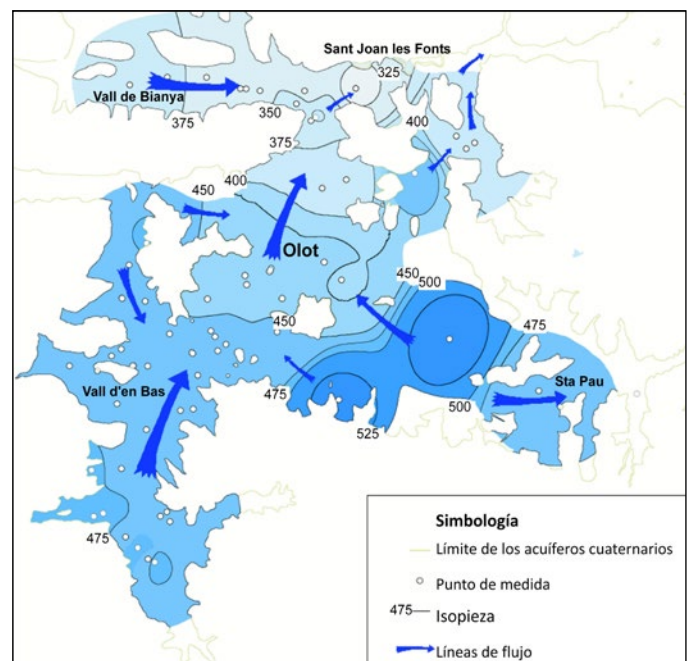 Sant Joan les Fonts
325
Vall de Bianya
350
375
400
375
400
450
Olot
450
500
450
475
Vall d'en Bas
475
Sta Pau
500
525
475
Simbología
Límite de los acuíferos cuaternarios
Punto de medida
475 Isopieza
Líneas de flujo